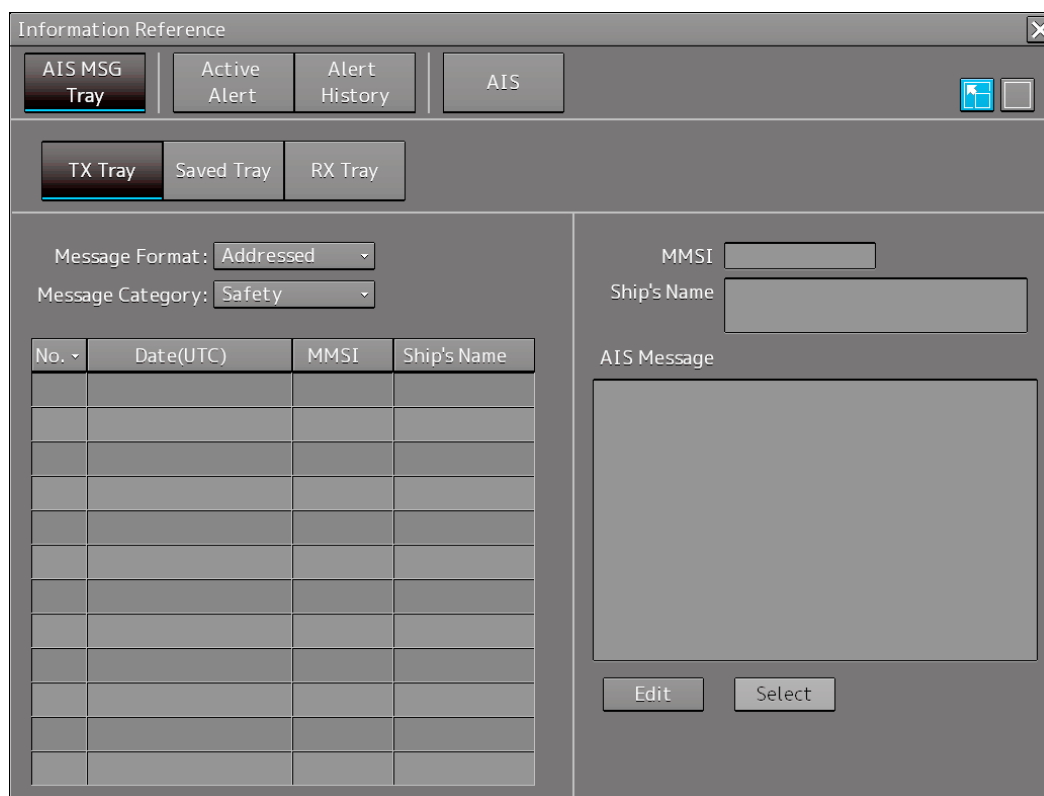 Information Reference
AIS MSG
Tray
Active
Alert
Alert
History
AIS
TX Tray
Saved Tray
RX Tray
Message Format: Addressed
Message Category: Safety
No.
Date(UTC)
MMSI
Ship's Name
MMSI
Ship's Name
AIS Message
Edit
Select